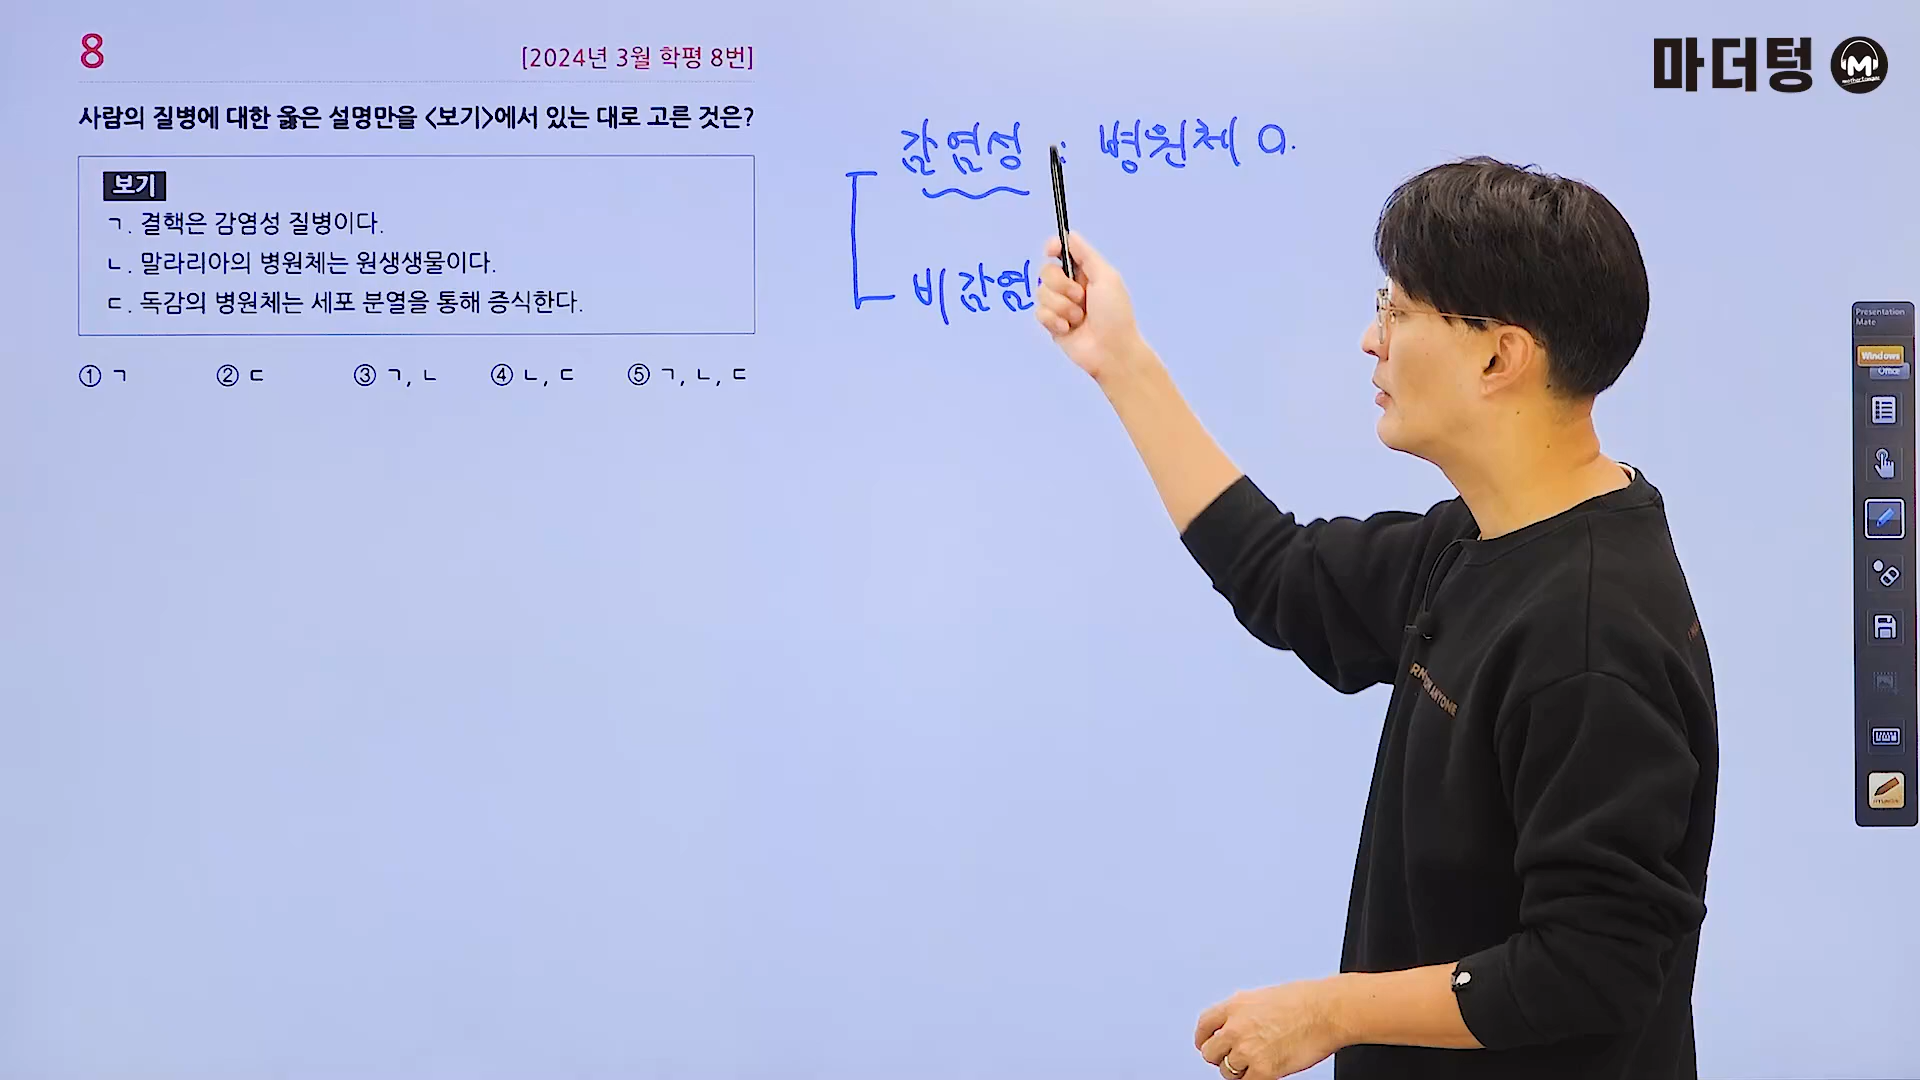 8
[2024년 3월 학평 8번]
사람의 질병에 대한 옳은 설명만을 <보기>에서 있는 대로 고른 것은?
보기
ㄱ. 결핵은 감염성 질병이다.
ㄴ. 말라리아의 병원체는 원생생물이다.
ㄷ. 독감의 병원체는 세포 분열을 통해 증식한다.
① ㄱ ② ㄷ ③ ㄱ, ㄴ ④ ㄴ, ㄷ ⑤ ㄱ, ㄴ, ㄷ
감염성 : 병원체 O.
비감염
마더텅
M
Presentation
Mate
Windows
Office